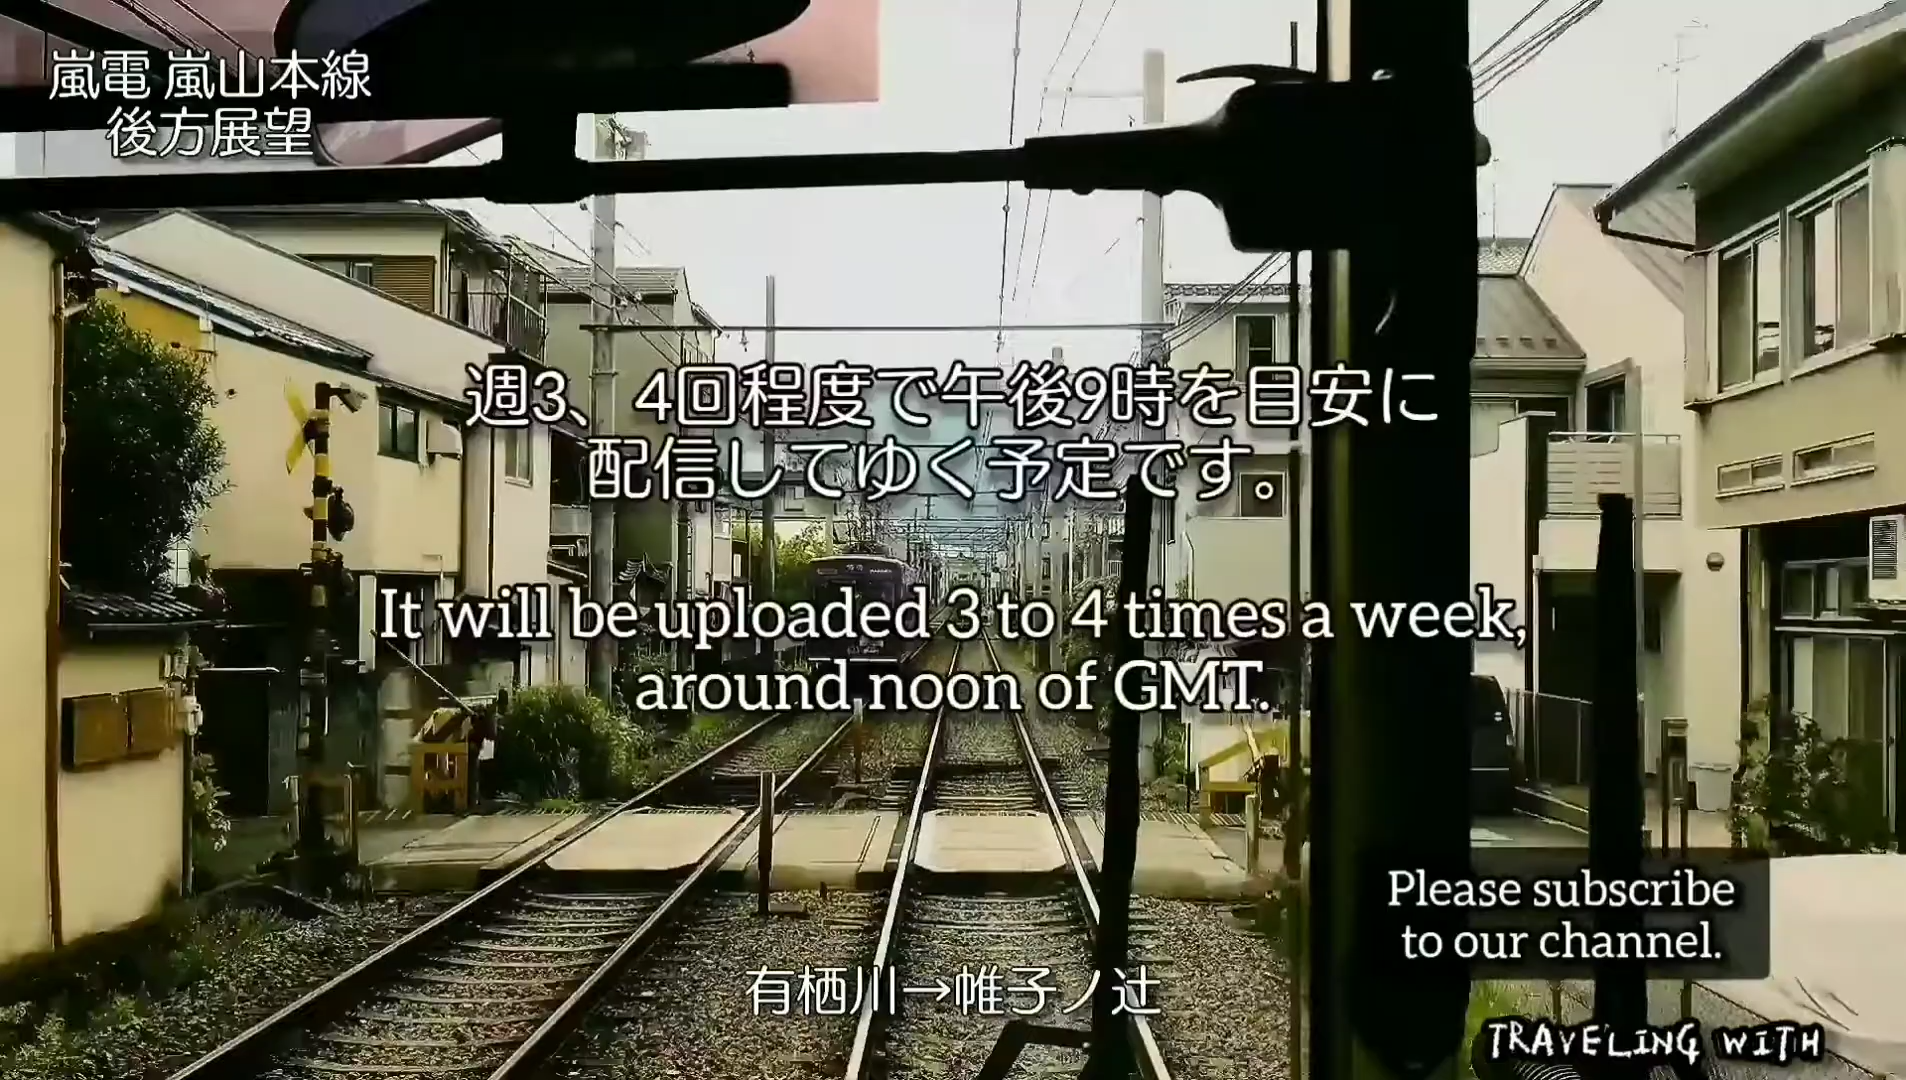 嵐電 嵐山本線
後方展望
週3、4回程度で午後9時を目安に
配信してゆく予定です。
It will be uploaded 3 to 4 times a week,
around noon of GMT.
Please subscribe
to our channel.
有栖川→帷子ノ辻
TRAVELING WITH